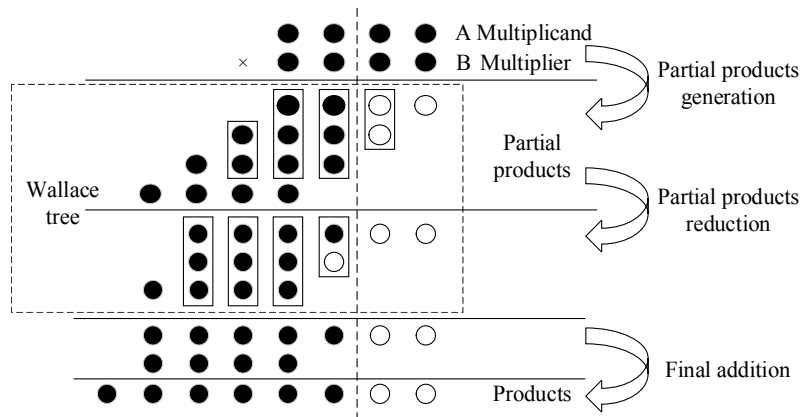 A Multiplicand
× B Multiplier
Partial products
generation
Partial
products
Wallace
tree
Partial products
reduction
Final addition
Products